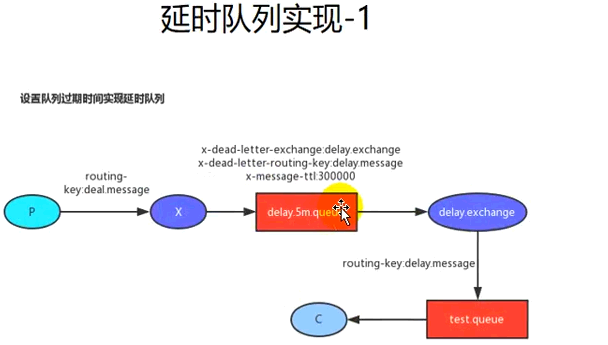 延时队列实现-1
设置队列过期时间实现延时队列
x-dead-letter-exchange:delay.exchange
x-dead-letter-routing-key:delay.message
x-message-ttl:300000
routing-
key:deal.message
P
X
delay.5m.queue
delay.exchange
routing-key:delay.message
C
test.queue